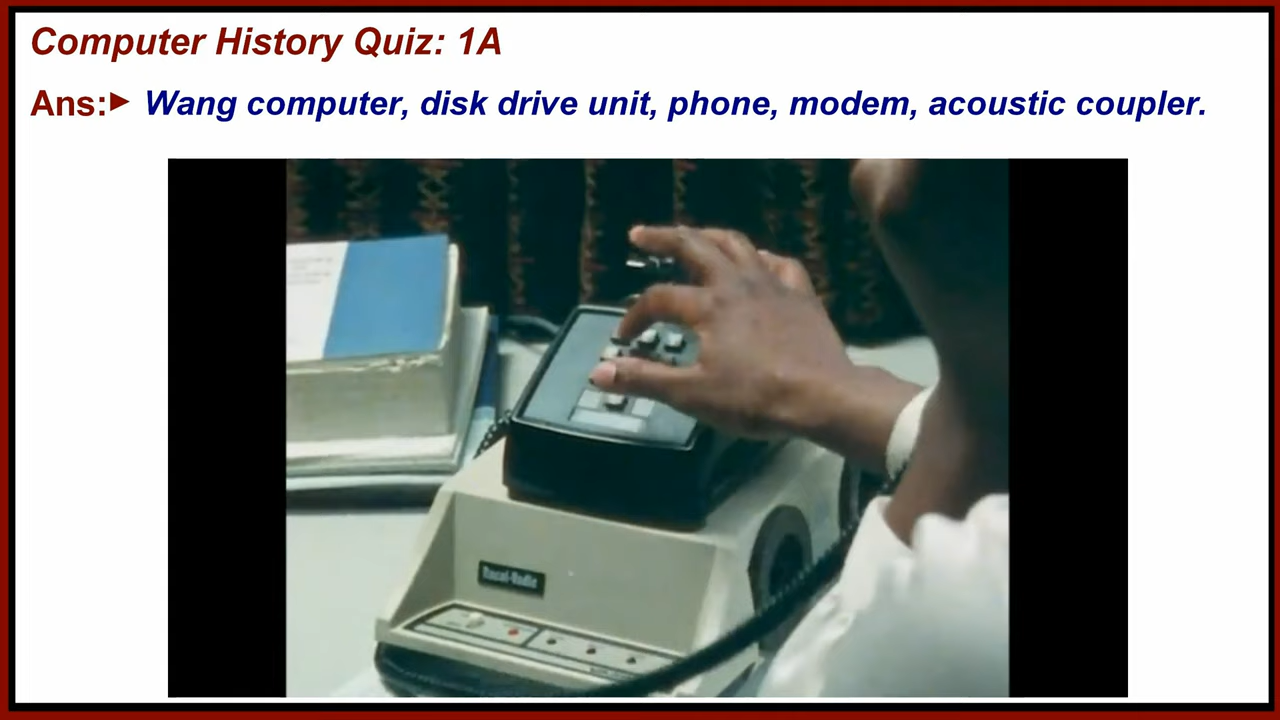 Computer History Quiz: 1A
Ans:► Wang computer, disk drive unit, phone, modem, acoustic coupler.
Racal-Vadic